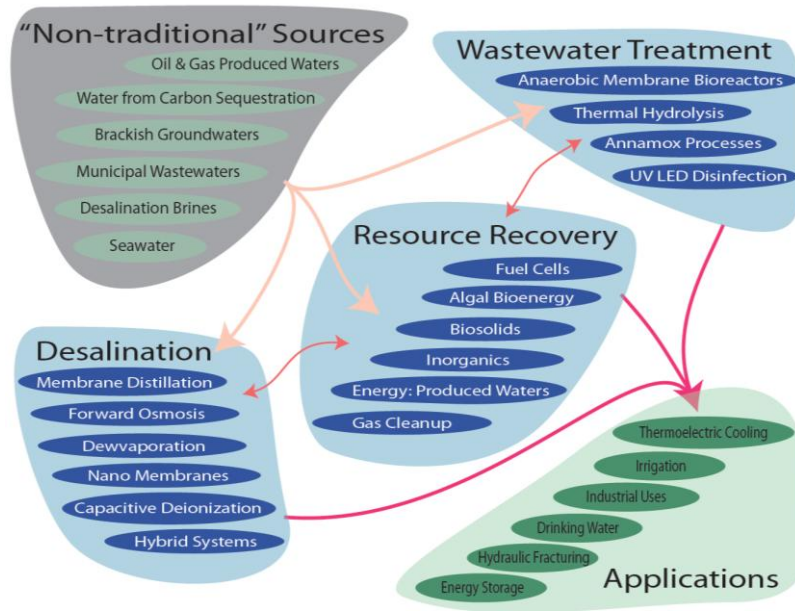 “Non-traditional” Sources
Oil & Gas Produced Waters
Water from Carbon Sequestration
Brackish Groundwaters
Municipal Wastewaters
Desalination Brines
Seawater
Wastewater Treatment
Anaerobic Membrane Bioreactors
Thermal Hydrolysis
Annamox Processes
UV LED Disinfection
Resource Recovery
Fuel Cells
Algal Bioenergy
Biosolids
Inorganics
Energy: Produced Waters
Gas Cleanup
Desalination
Membrane Distillation
Forward Osmosis
Dewvaporation
Nano Membranes
Capacitive Deionization
Hybrid Systems
Thermoelectric Cooling
Irrigation
Industrial Uses
Drinking Water
Hydraulic Fracturing
Energy Storage
Applications